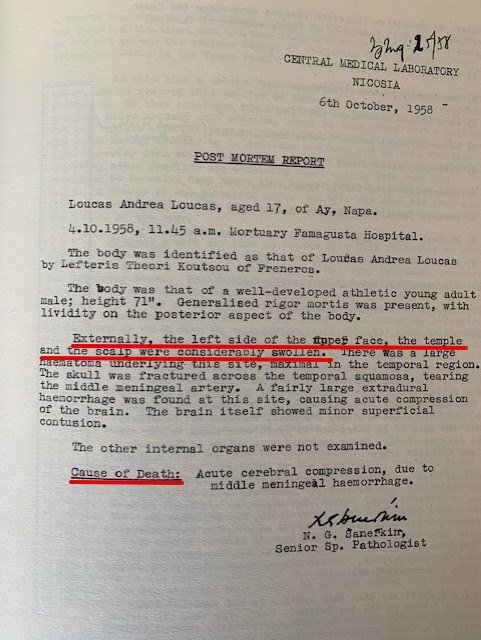 Inq. 25/58
CENTRAL MEDICAL LABORATORY
NICOSIA
6th October, 1958
POST MORTEM REPORT
Loucas Andrea Loucas, aged 17, of Ay, Napa.
4.10.1958, 11.45 a.m. Mortuary Famagusta Hospital.
The body was identified as that of Loucas Andrea Loucas
by Lefteris Theori Koutsou of Freneros.
The body was that of a well-developed athletic young adult
male; height 71". Generalised rigor mortis was present, with
lividity on the posterior aspect of the body.
Externally, the left side of the upper face, the temple
and the scalp were considerably swollen. There was a large
haematoma underlying this site, maximal in the temporal region.
The skull was fractured across the temporal squamosa, tearing
the middle meningeal artery. A fairly large extradural
haemorrhage was found at this site, causing acute compression
of the brain. The brain itself showed minor superficial
contusion.
The other internal organs were not examined.
Cause of Death: Acute cerebral compression, due to
middle meningeal haemorrhage.
N. G. Sanerkin,
Senior Sp. Pathologist